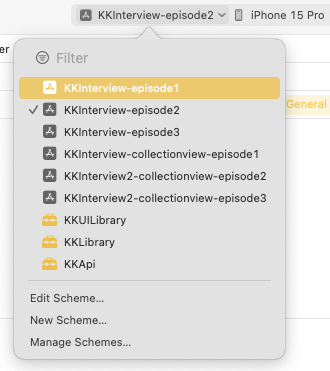 KKInterview-episode2
iPhone 15 Pro
er
Filter
KKInterview-episode1
General
KKInterview-episode2
KKInterview-episode3
KKInterview-collectionview-episode1
KKInterview2-collectionview-episode2
KKInterview2-collectionview-episode3
KKUILibrary
KKLibrary
KKApi
Edit Scheme...
New Scheme...
Manage Schemes...